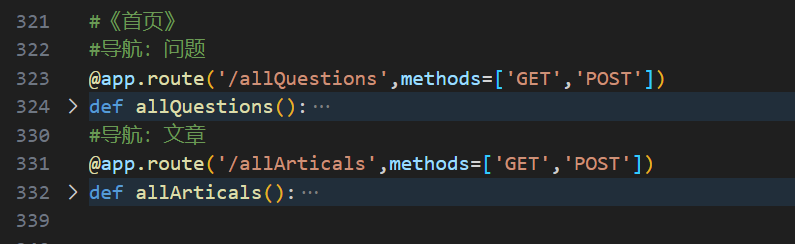 321 #《首页》
322 #导航：问题
323 @app.route('/allQuestions',methods=['GET','POST'])
324 > def allQuestions():…
330 #导航：文章
331 @app.route('/allArticals',methods=['GET','POST'])
332 > def allArticals():…
339